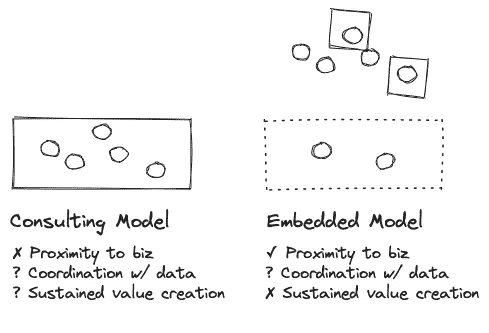 Consulting Model
✗ Proximity to biz
? Coordination w/ data
? Sustained value creation
Embedded Model
✓ Proximity to biz
? Coordination w/ data
✗ Sustained value creation